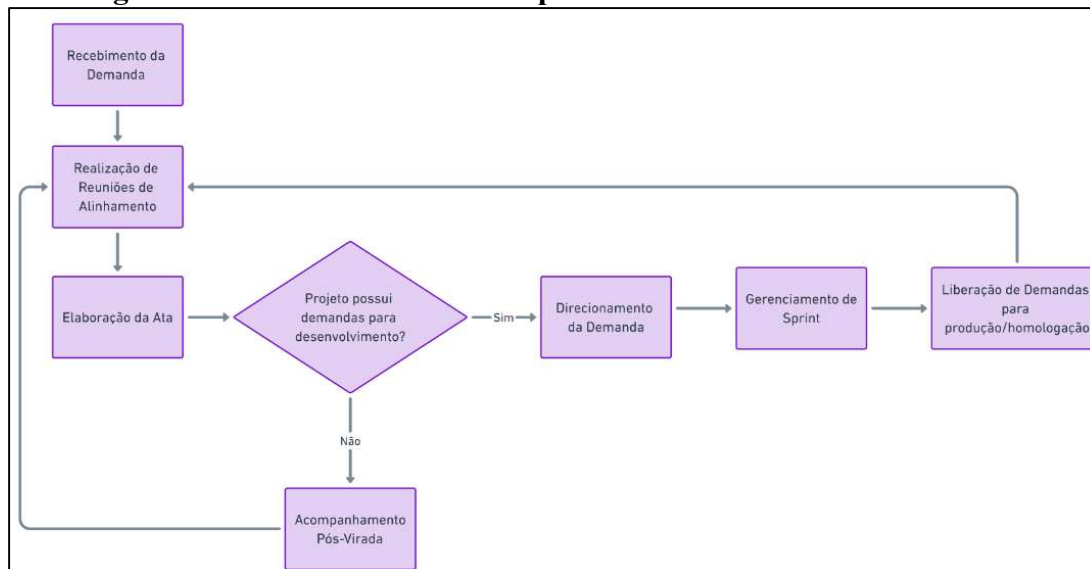 Recebimento da
Demanda
Realização de
Reuniões de
Alinhamento
Elaboração da Ata
Projeto possui
demandas para
desenvolvimento?
Sim
Direcionamento
da Demanda
Gerenciamento de
Sprint
Liberação de Demandas
para
produção/homologação
Não
Acompanhamento
Pós-Virada